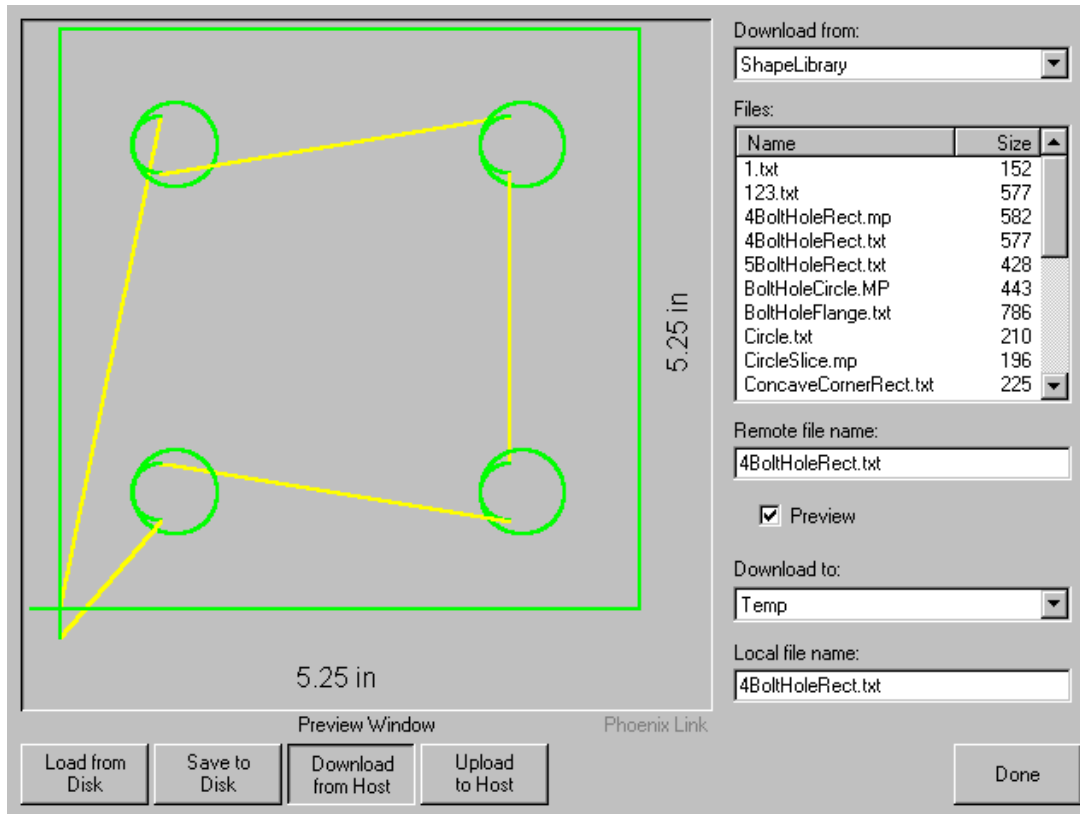 Download from:
ShapeLibrary
Files:
Name Size
1.txt 152
123.txt 577
4BoltHoleRect.mp 582
4BoltHoleRect.txt 577
5BoltHoleRect.txt 428
BoltHoleCircle.MP 443
BoltHoleFlange.txt 786
Circle.txt 210
CircleSlice.mp 196
ConcaveCornerRect.txt 225
Remote file name:
4BoltHoleRect.txt
Preview
Download to:
Temp
Local file name:
4BoltHoleRect.txt
5.25 in
5.25 in
Preview Window
Phoenix Link
Load from
Disk
Save to
Disk
Download
from Host
Upload
to Host
Done